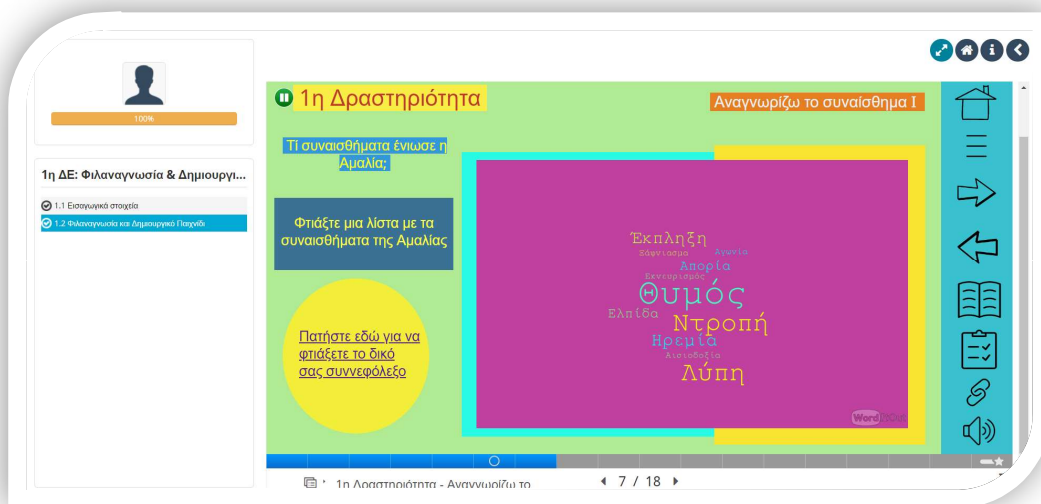 100%
1η ΔΕ: Φιλαναγνωσία & Δημιουργι...
1.1 Εισαγωγικά στοιχεία
1.2 Φιλαναγνωσία και Δημιουργικό Παιχνίδι
1η Δραστηριότητα
Αναγνωρίζω το συναίσθημα Ι
Τί συναισθήματα ένιωσε η
Αμαλία;
Φτιάξτε μια λίστα με τα
συναισθήματα της Αμαλίας
Πατήστε εδώ για να
φτιάξετε το δικό
σας συννεφόλεξο
Έκπληξη
Ξάφνιασμα Αγωνία
Απορία
Εκνευρισμός
Θυμός
Ελπίδα
Ντροπή
Ηρεμία
Αισιοδοξία
Λύπη
WordItOut
1η Δραστηριότητα - Αναγνωρίζω το
7 / 18